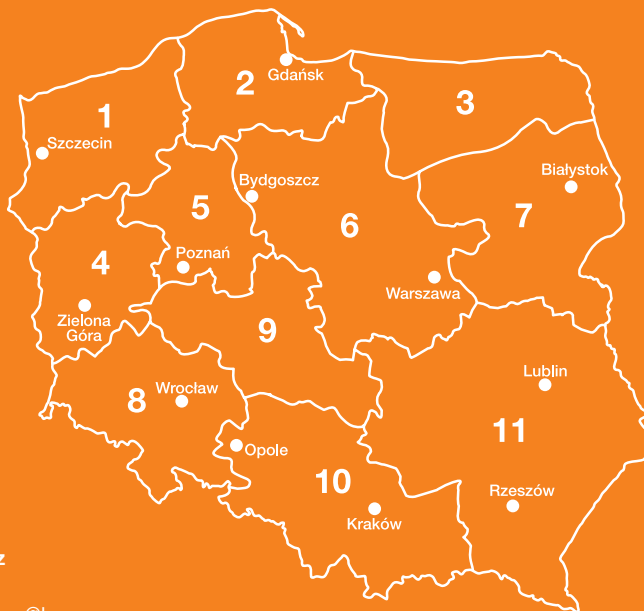 2
Gdańsk
1
3
Szczecin
Białystok
Bydgoszcz
5
6
7
4
Poznań
Warszawa
Zielona
Góra
9
Lublin
8
Wrocław
11
Opole
10
Rzeszów
Kraków
z